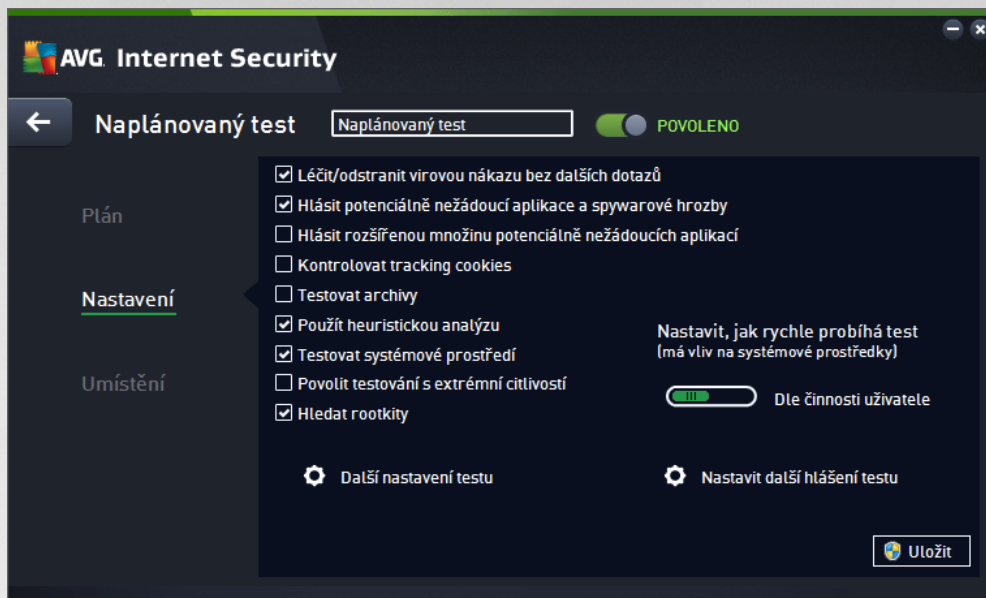 AVG. Internet Security
Naplánovaný test
Naplánovaný test
POVOLENO
Plán
Nastavení
Umístění
Léčit/odstranit virovou nákazu bez dalších dotazů
Hlásit potenciálně nežádoucí aplikace a spywarové hrozby
Hlásit rozšířenou množinu potenciálně nežádoucích aplikací
Kontrolovat tracking cookies
Testovat archivy
Použít heuristickou analýzu
Testovat systémové prostředí
Povolit testování s extrémní citlivostí
Hledat rootkity
Nastavit, jak rychle probíhá test
(má vliv na systémové prostředky)
Dle činnosti uživatele
Další nastavení testu
Nastavit další hlášení testu
Uložit